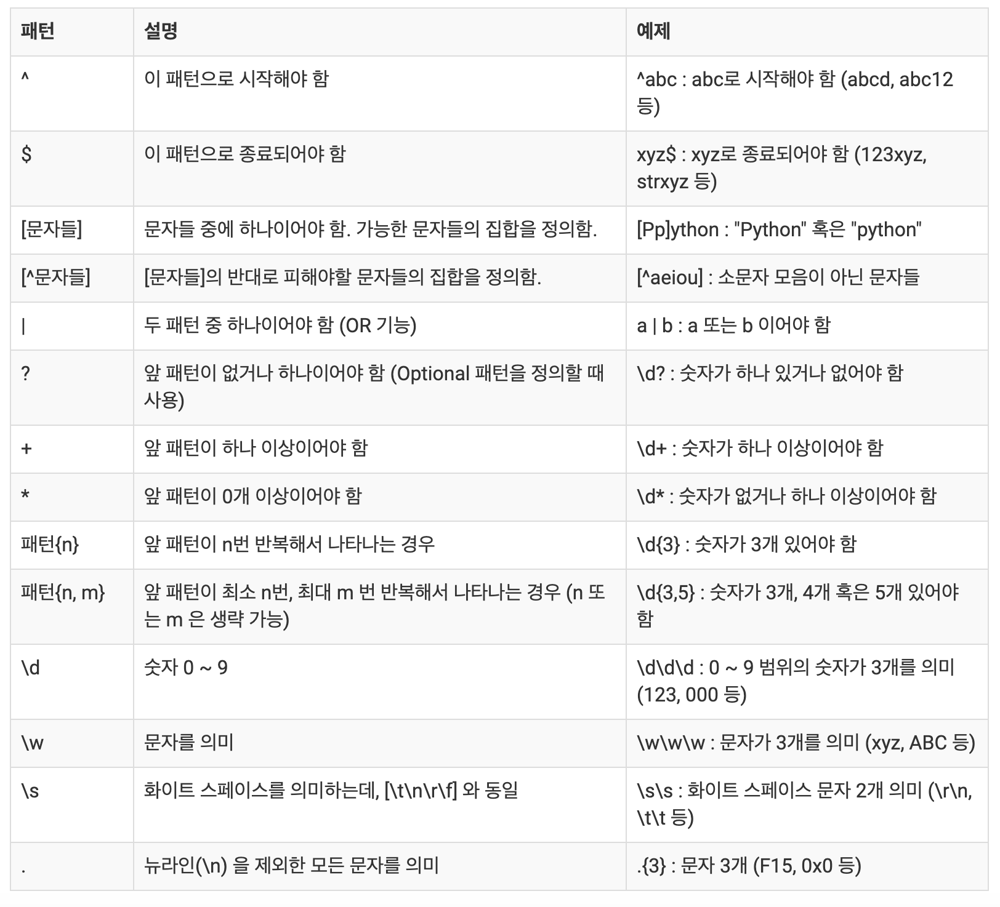 패턴 설명 예제
^ 이 패턴으로 시작해야 함 ^abc : abc로 시작해야 함 (abcd, abc12
등)
$ 이 패턴으로 종료되어야 함 xyz$ : xyz로 종료되어야 함 (123xyz,
strxyz 등)
[문자들] 문자들 중에 하나이어야 함. 가능한 문자들의 집합을 정의함. [Pp]ython : "Python" 혹은 "python"
[^문자들] [문자들]의 반대로 피해야할 문자들의 집합을 정의함. [^aeiou] : 소문자 모음이 아닌 문자들
| 두 패턴 중 하나이어야 함 (OR 기능) a | b : a 또는 b 이어야 함
? 앞 패턴이 없거나 하나이어야 함 (Optional 패턴을 정의할 때 \d? : 숫자가 하나 있거나 없어야 함
사용)
+ 앞 패턴이 하나 이상이어야 함 \d+ : 숫자가 하나 이상이어야 함
* 앞 패턴이 0개 이상이어야 함 \d* : 숫자가 없거나 하나 이상이어야 함
패턴{n} 앞 패턴이 n번 반복해서 나타나는 경우 \d{3} : 숫자가 3개 있어야 함
패턴{n, m} 앞 패턴이 최소 n번, 최대 m 번 반복해서 나타나는 경우 (n 또 \d{3,5} : 숫자가 3개, 4개 혹은 5개 있어야
는 m 은 생략 가능) 함
\d 숫자 0 ~ 9 \d\d\d : 0 ~ 9 범위의 숫자가 3개를 의미
(123, 000 등)
\w 문자를 의미 \w\w\w : 문자가 3개를 의미 (xyz, ABC 등)
\s 화이트 스페이스를 의미하는데, [\t\n\r\f] 와 동일 \s\s : 화이트 스페이스 문자 2개 의미 (\r\n,
\t\t 등)
. 뉴라인(\n) 을 제외한 모든 문자를 의미 .{3} : 문자 3개 (F15, 0x0 등)